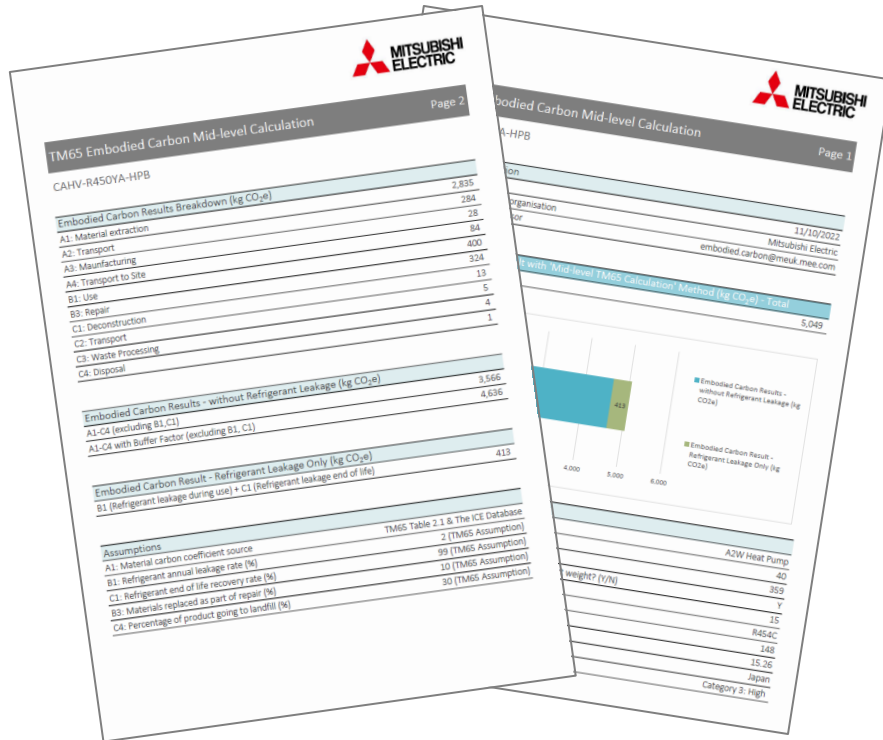 MITSUBISHI
ELECTRIC
TM65 Embodied Carbon Mid-level Calculation Page 2
CAHV-R450YA-HPB
Embodied Carbon Results Breakdown (kg CO₂e)
A1: Material extraction 2,835
A2: Transport 284
A3: Maunfacturing 28
A4: Transport to Site 84
B1: Use 400
B3: Repair 324
C1: Deconstruction 13
C2: Transport 5
C3: Waste Processing 4
C4: Disposal 1
Embodied Carbon Results - without Refrigerant Leakage (kg CO₂e)
A1-C4 (excluding B1,C1) 3,566
A1-C4 with Buffer Factor (excluding B1, C1) 4,636
Embodied Carbon Result - Refrigerant Leakage Only (kg CO₂e)
B1 (Refrigerant leakage during use) + C1 (Refrigerant leakage end of life) 413
Assumptions
A1: Material carbon coefficient source TM65 Table 2.1 & The ICE Database
B1: Refrigerant annual leakage rate (%) 2 (TM65 Assumption)
C1: Refrigerant end of life recovery rate (%) 99 (TM65 Assumption)
B3: Materials replaced as part of repair (%) 10 (TM65 Assumption)
C4: Percentage of product going to landfill (%) 30 (TM65 Assumption)
MITSUBISHI
ELECTRIC
bodied Carbon Mid-level Calculation Page 1
A-HPB
on
11/10/2022
organisation Mitsubishi Electric
sor embodied.carbon@meuk.mee.com
lt with 'Mid-level TM65 Calculation' Method (kg CO₂e) - Total
5,049
413
4,000 5,000 6,000
Embodied Carbon Results -
without Refrigerant Leakage (kg
CO2e)
Embodied Carbon Result -
Refrigerant Leakage Only (kg
CO2e)
A2W Heat Pump
40
359
weight? (Y/N) Y
15
R454C
148
15.26
Japan
Category 3: High